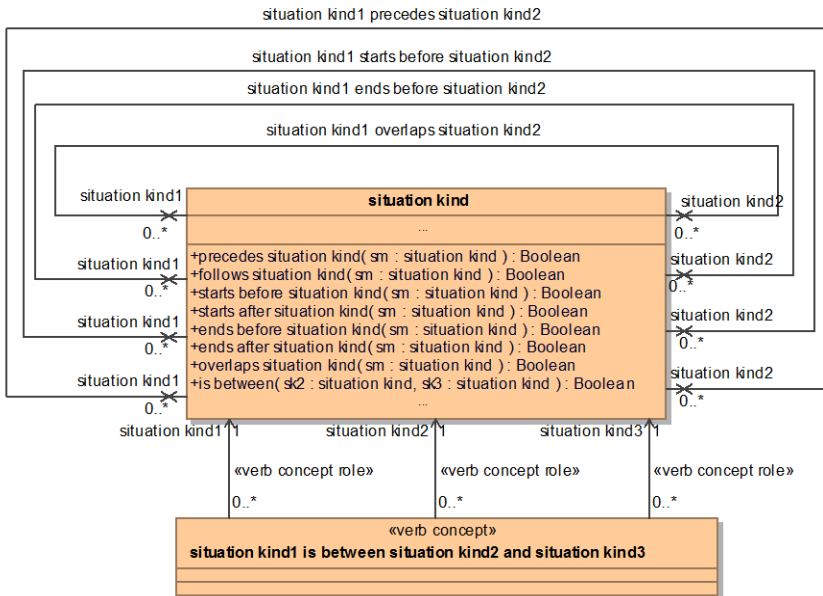 situation kind1 precedes situation kind2
situation kind1 starts before situation kind2
situation kind1 ends before situation kind2
situation kind1 overlaps situation kind2
situation kind1
situation kind
situation kind2
0..*
...
0..*
+precedes situation kind( sm : situation kind ) : Boolean
situation kind1
+follows situation kind( sm : situation kind ) : Boolean
situation kind2
0..*
+starts before situation kind( sm : situation kind ) : Boolean
0..*
+starts after situation kind( sm : situation kind ) : Boolean
situation kind1
+ends before situation kind( sm : situation kind ) : Boolean
situation kind2
0..*
+ends after situation kind( sm : situation kind ) : Boolean
0..*
+overlaps situation kind( sm : situation kind ) : Boolean
situation kind1
+is between( sk2 : situation kind, sk3 : situation kind ) : Boolean
situation kind2
0..*
...
0..*
situation kind1 1
situation kind2 1
situation kind3 1
«verb concept role»
«verb concept role»
«verb concept role»
0..*
0..*
0..*
«verb concept»
situation kind1 is between situation kind2 and situation kind3